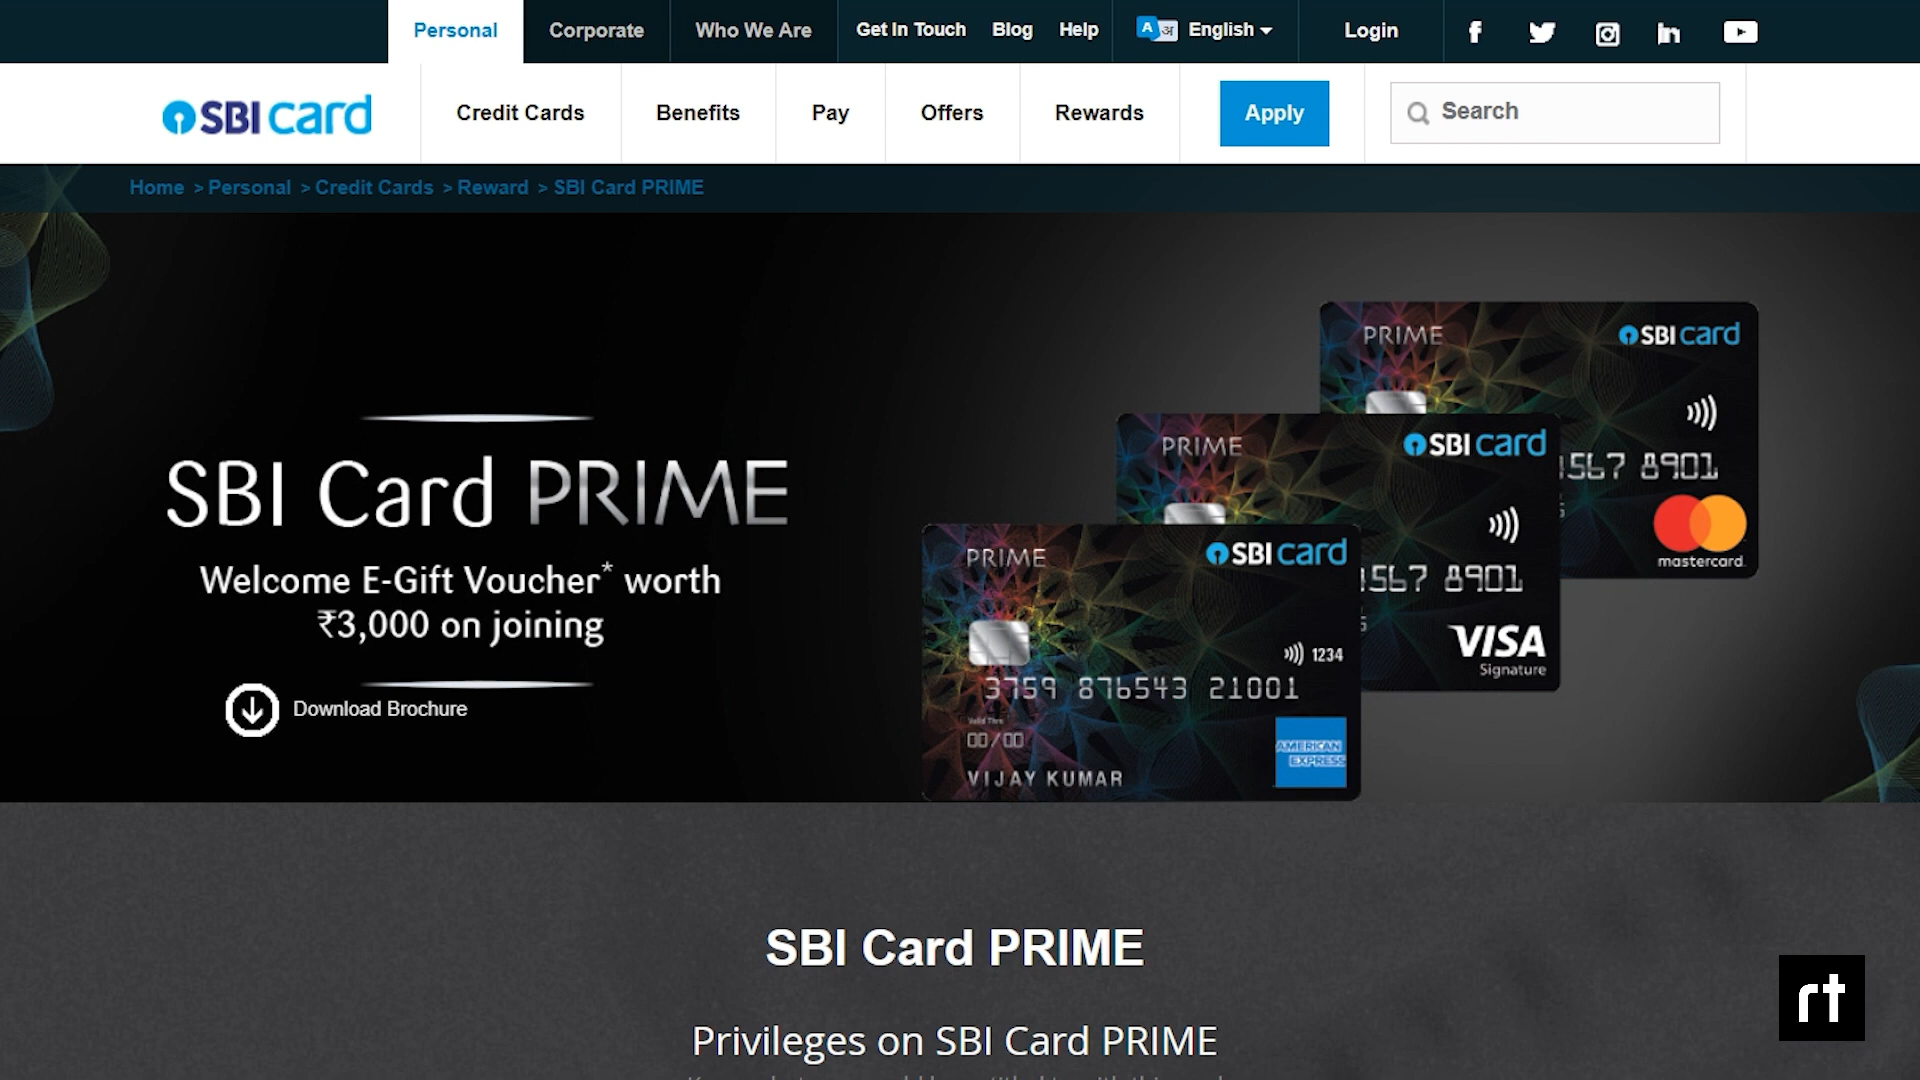 Personal
Corporate
Who We Are
Get In Touch
Blog
Help
English
Login
SBI card
Credit Cards
Benefits
Pay
Offers
Rewards
Apply
Search
Home > Personal > Credit Cards > Reward > SBI Card PRIME
SBI Card PRIME
Welcome E-Gift Voucher* worth
₹3,000 on joining
Download Brochure
PRIME
SBI card
567 8901
mastercard.
PRIME
SBI card
567 8901
VISA
Signature
PRIME
SBI card
1234
3759 876543 21001
Valid Thru
00/00
AMERICAN
EXPRESS
VIJAY KUMAR
SBI Card PRIME
Privileges on SBI Card PRIME
rt